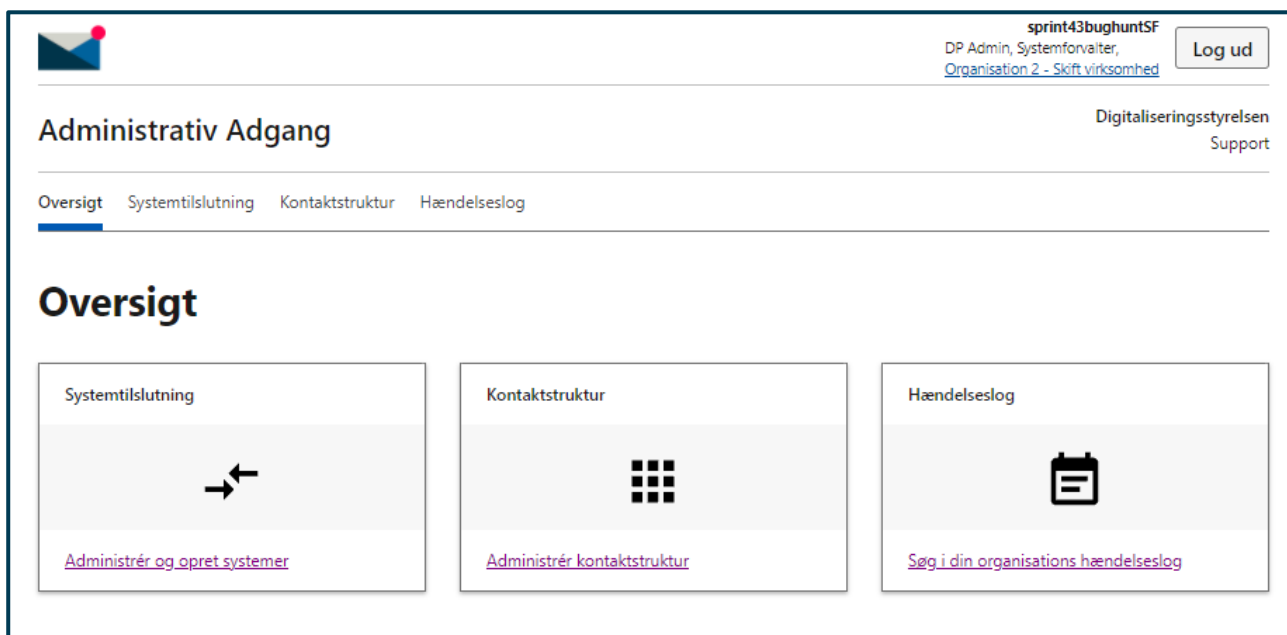 sprint43bughuntSF
DP Admin, Systemforvalter,
Organisation 2 - Skift virksomhed
Log ud
Administrativ Adgang
Digitaliseringsstyrelsen
Support
Oversigt Systemtilslutning Kontaktstruktur Hændelseslog
Oversigt
Systemtilslutning
Administrér og opret systemer
Kontaktstruktur
Administrér kontaktstruktur
Hændelseslog
Søg i din organisations hændelseslog